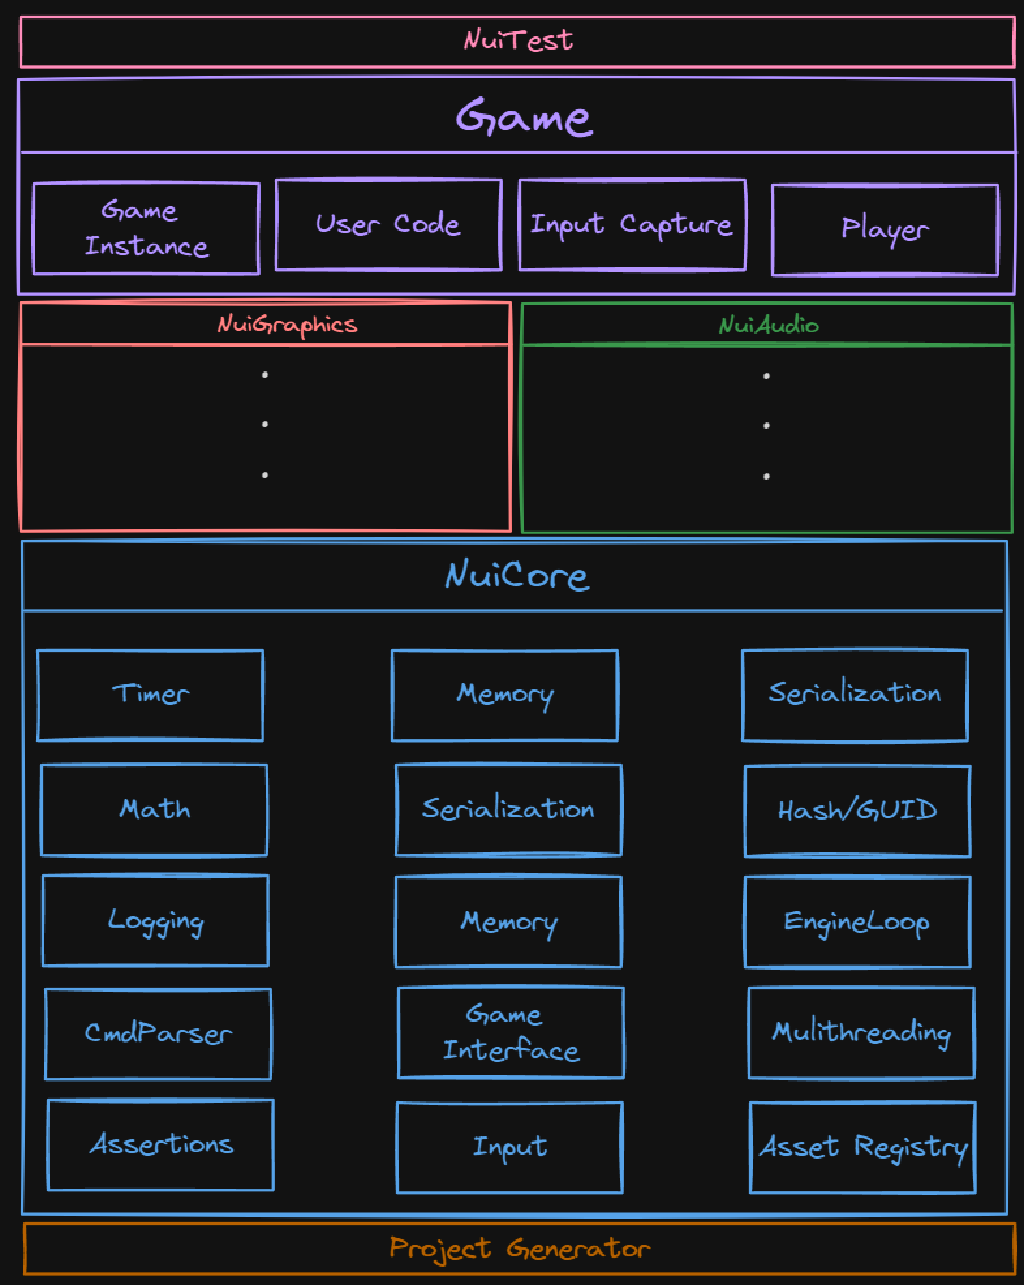 NuiTest
Game
Game
Instance
User Code
Input Capture
Player
NuiGraphics
NuiAudio
NuiCore
Timer
Memory
Serialization
Math
Serialization
Hash/GUID
Logging
Memory
EngineLoop
CmdParser
Game
Interface
Mulithreading
Assertions
Input
Asset Registry
Project Generator